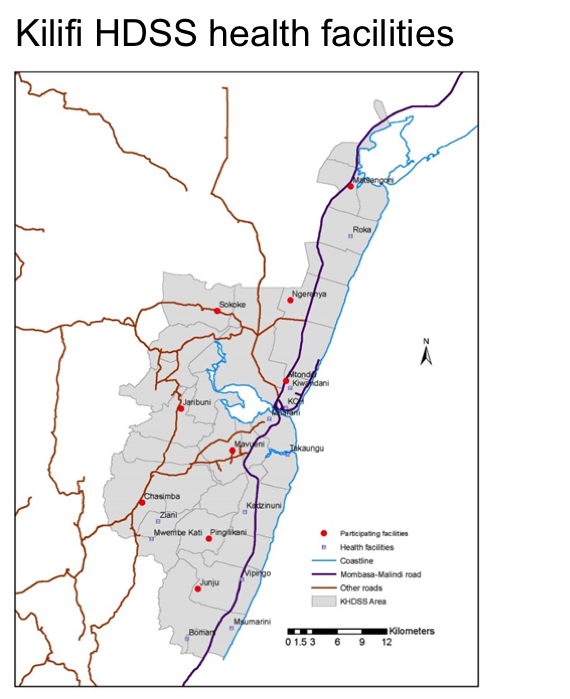 Kilifi HDSS health facilities
Matsangoni
Roka
Ngerenya
Sokoke
N
Mtondia
Kiwandani
KCH
Jaribuni
Mavueni
Takaungu
Chasimba
Kadzinuni
Ziani
Mwembe Kati
Pingilikani
Vipingo
Junju
Msumarini
Bomani
Participating facilities
Health facilities
Coastline
Mombasa-Malindi road
Other roads
KHDSS Area
0 1.5 3 6 9 12 Kilometers